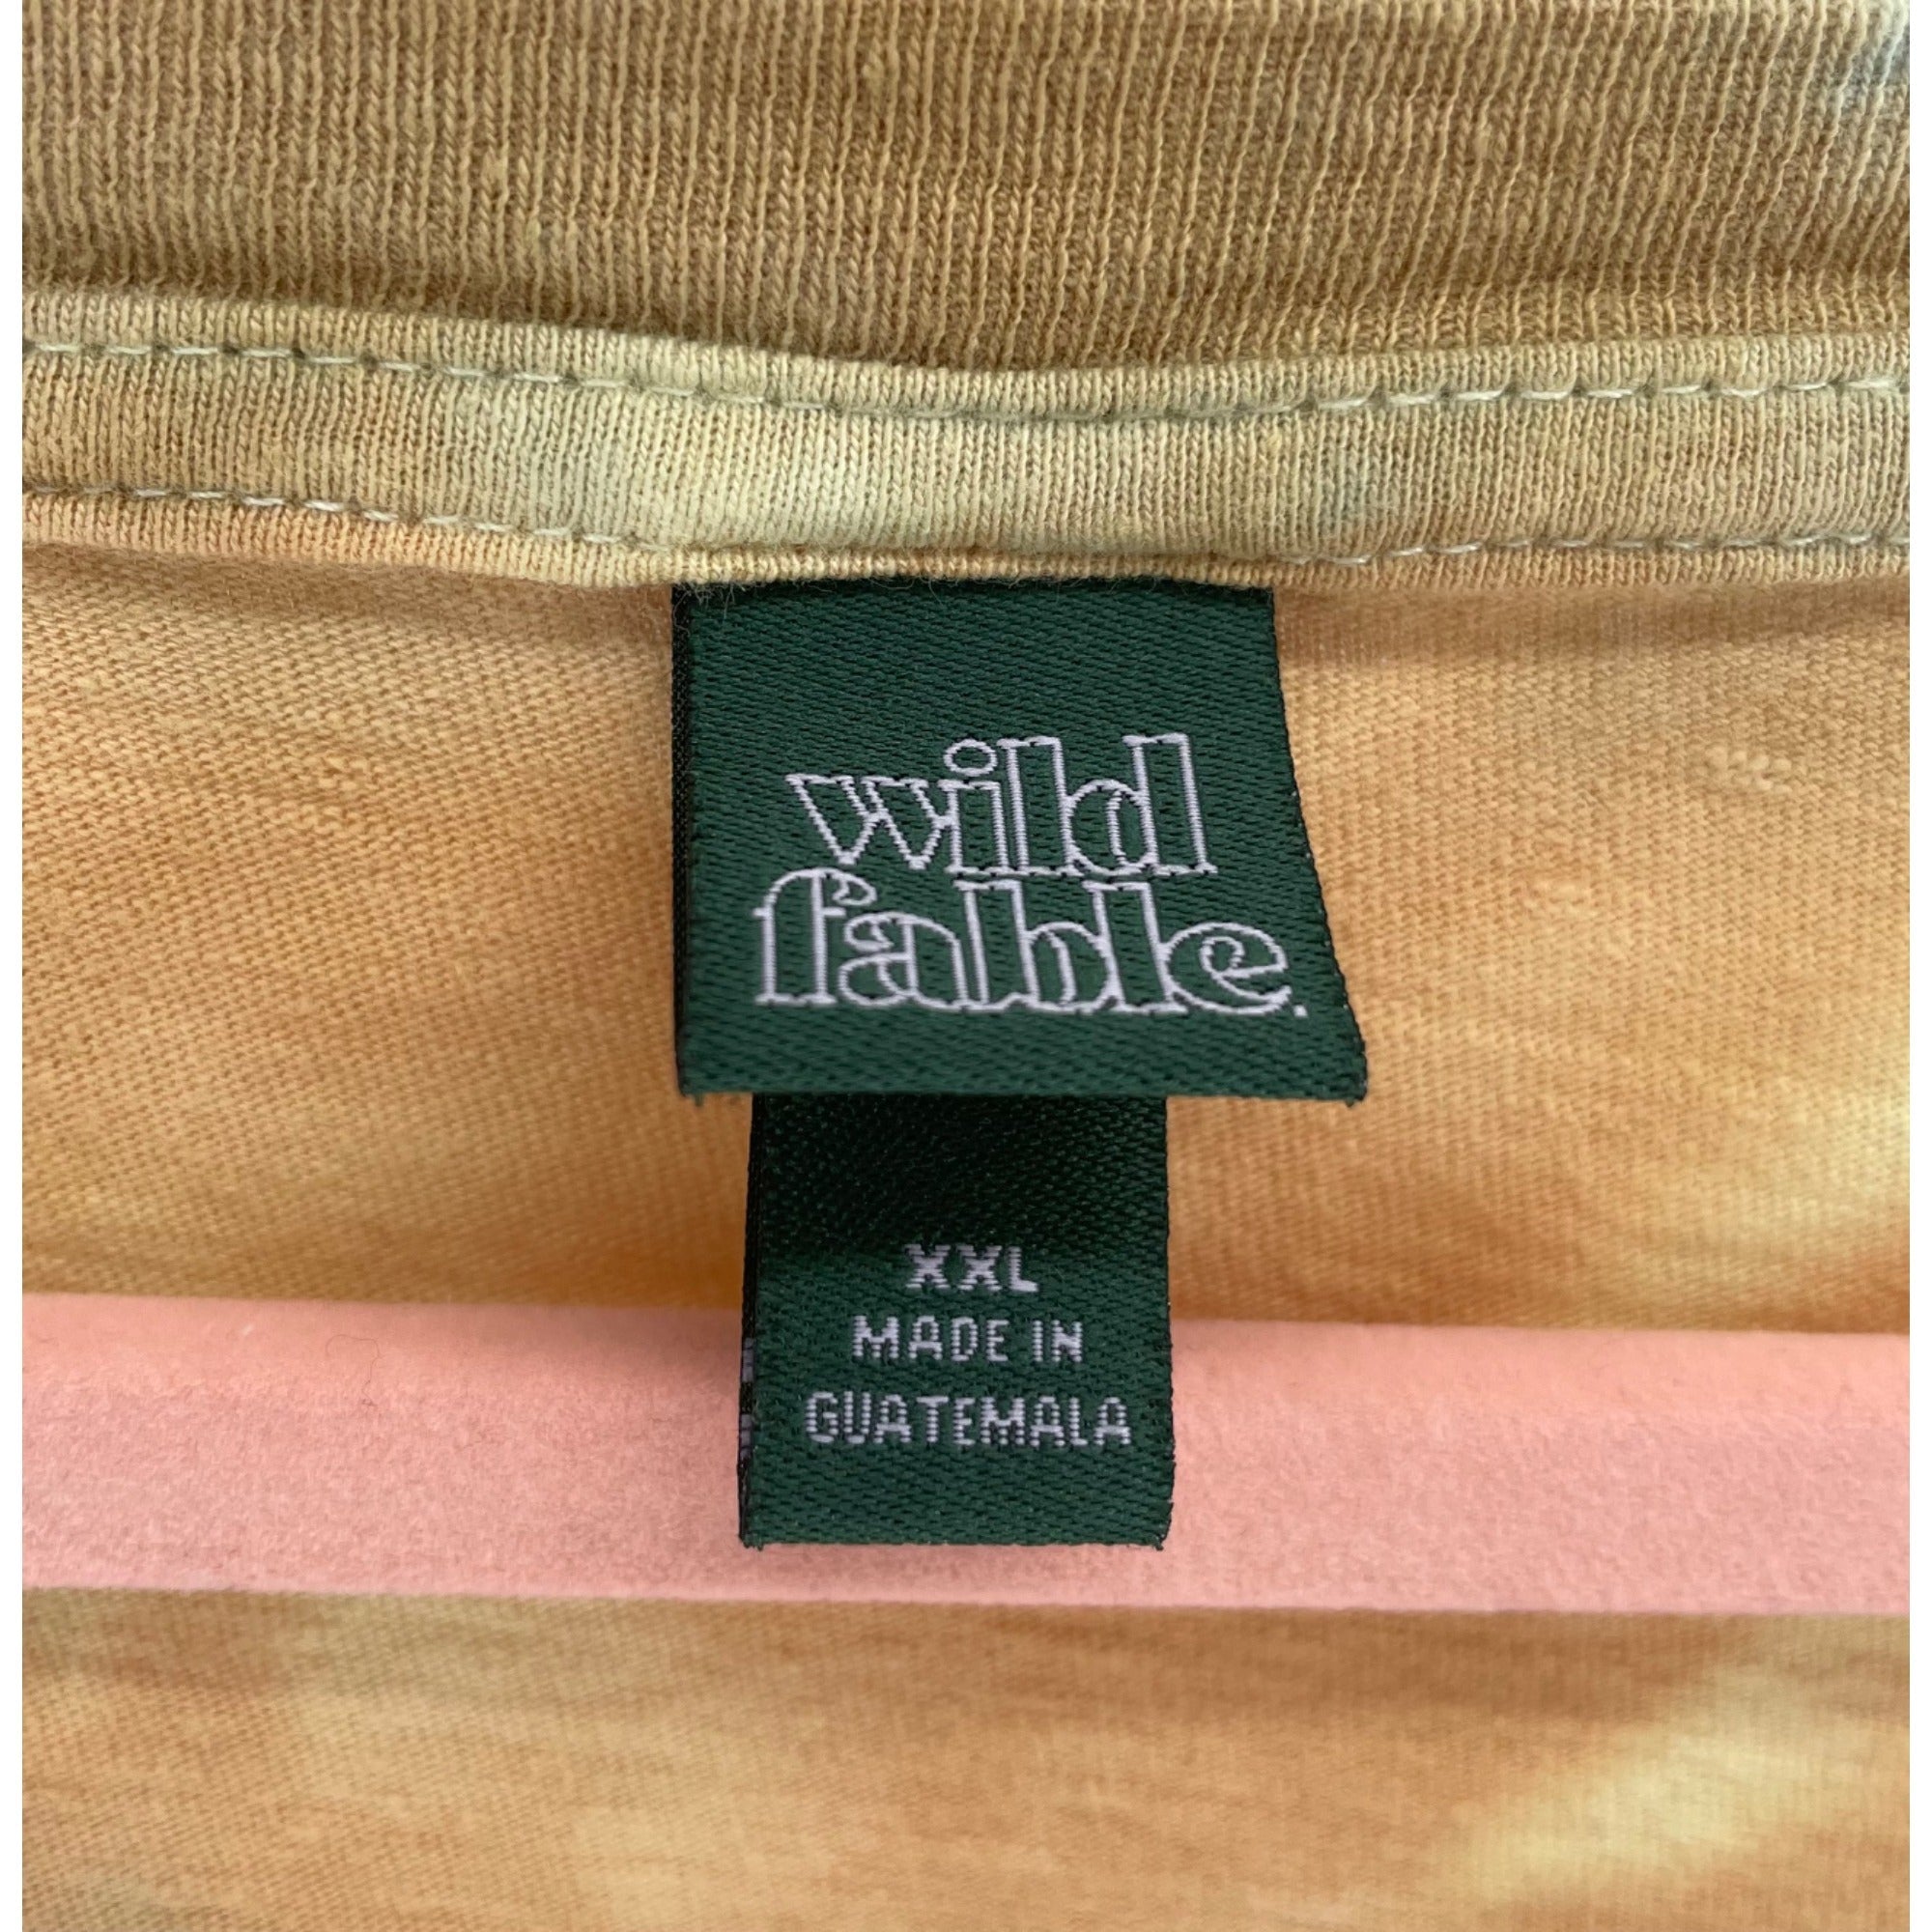 wild
fable.
XXL
MADE IN
GUATEMALA